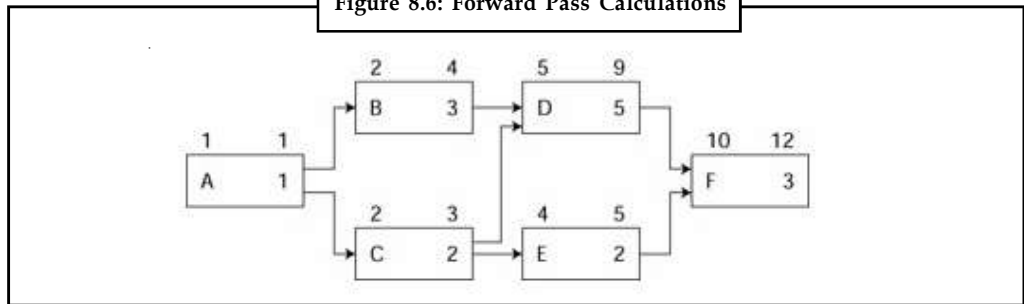 Figure 8.6: Forward Pass Calculations
2 4
B 3
5 9
D 5
1 1
A 1
10 12
F 3
2 3
C 2
4 5
E 2